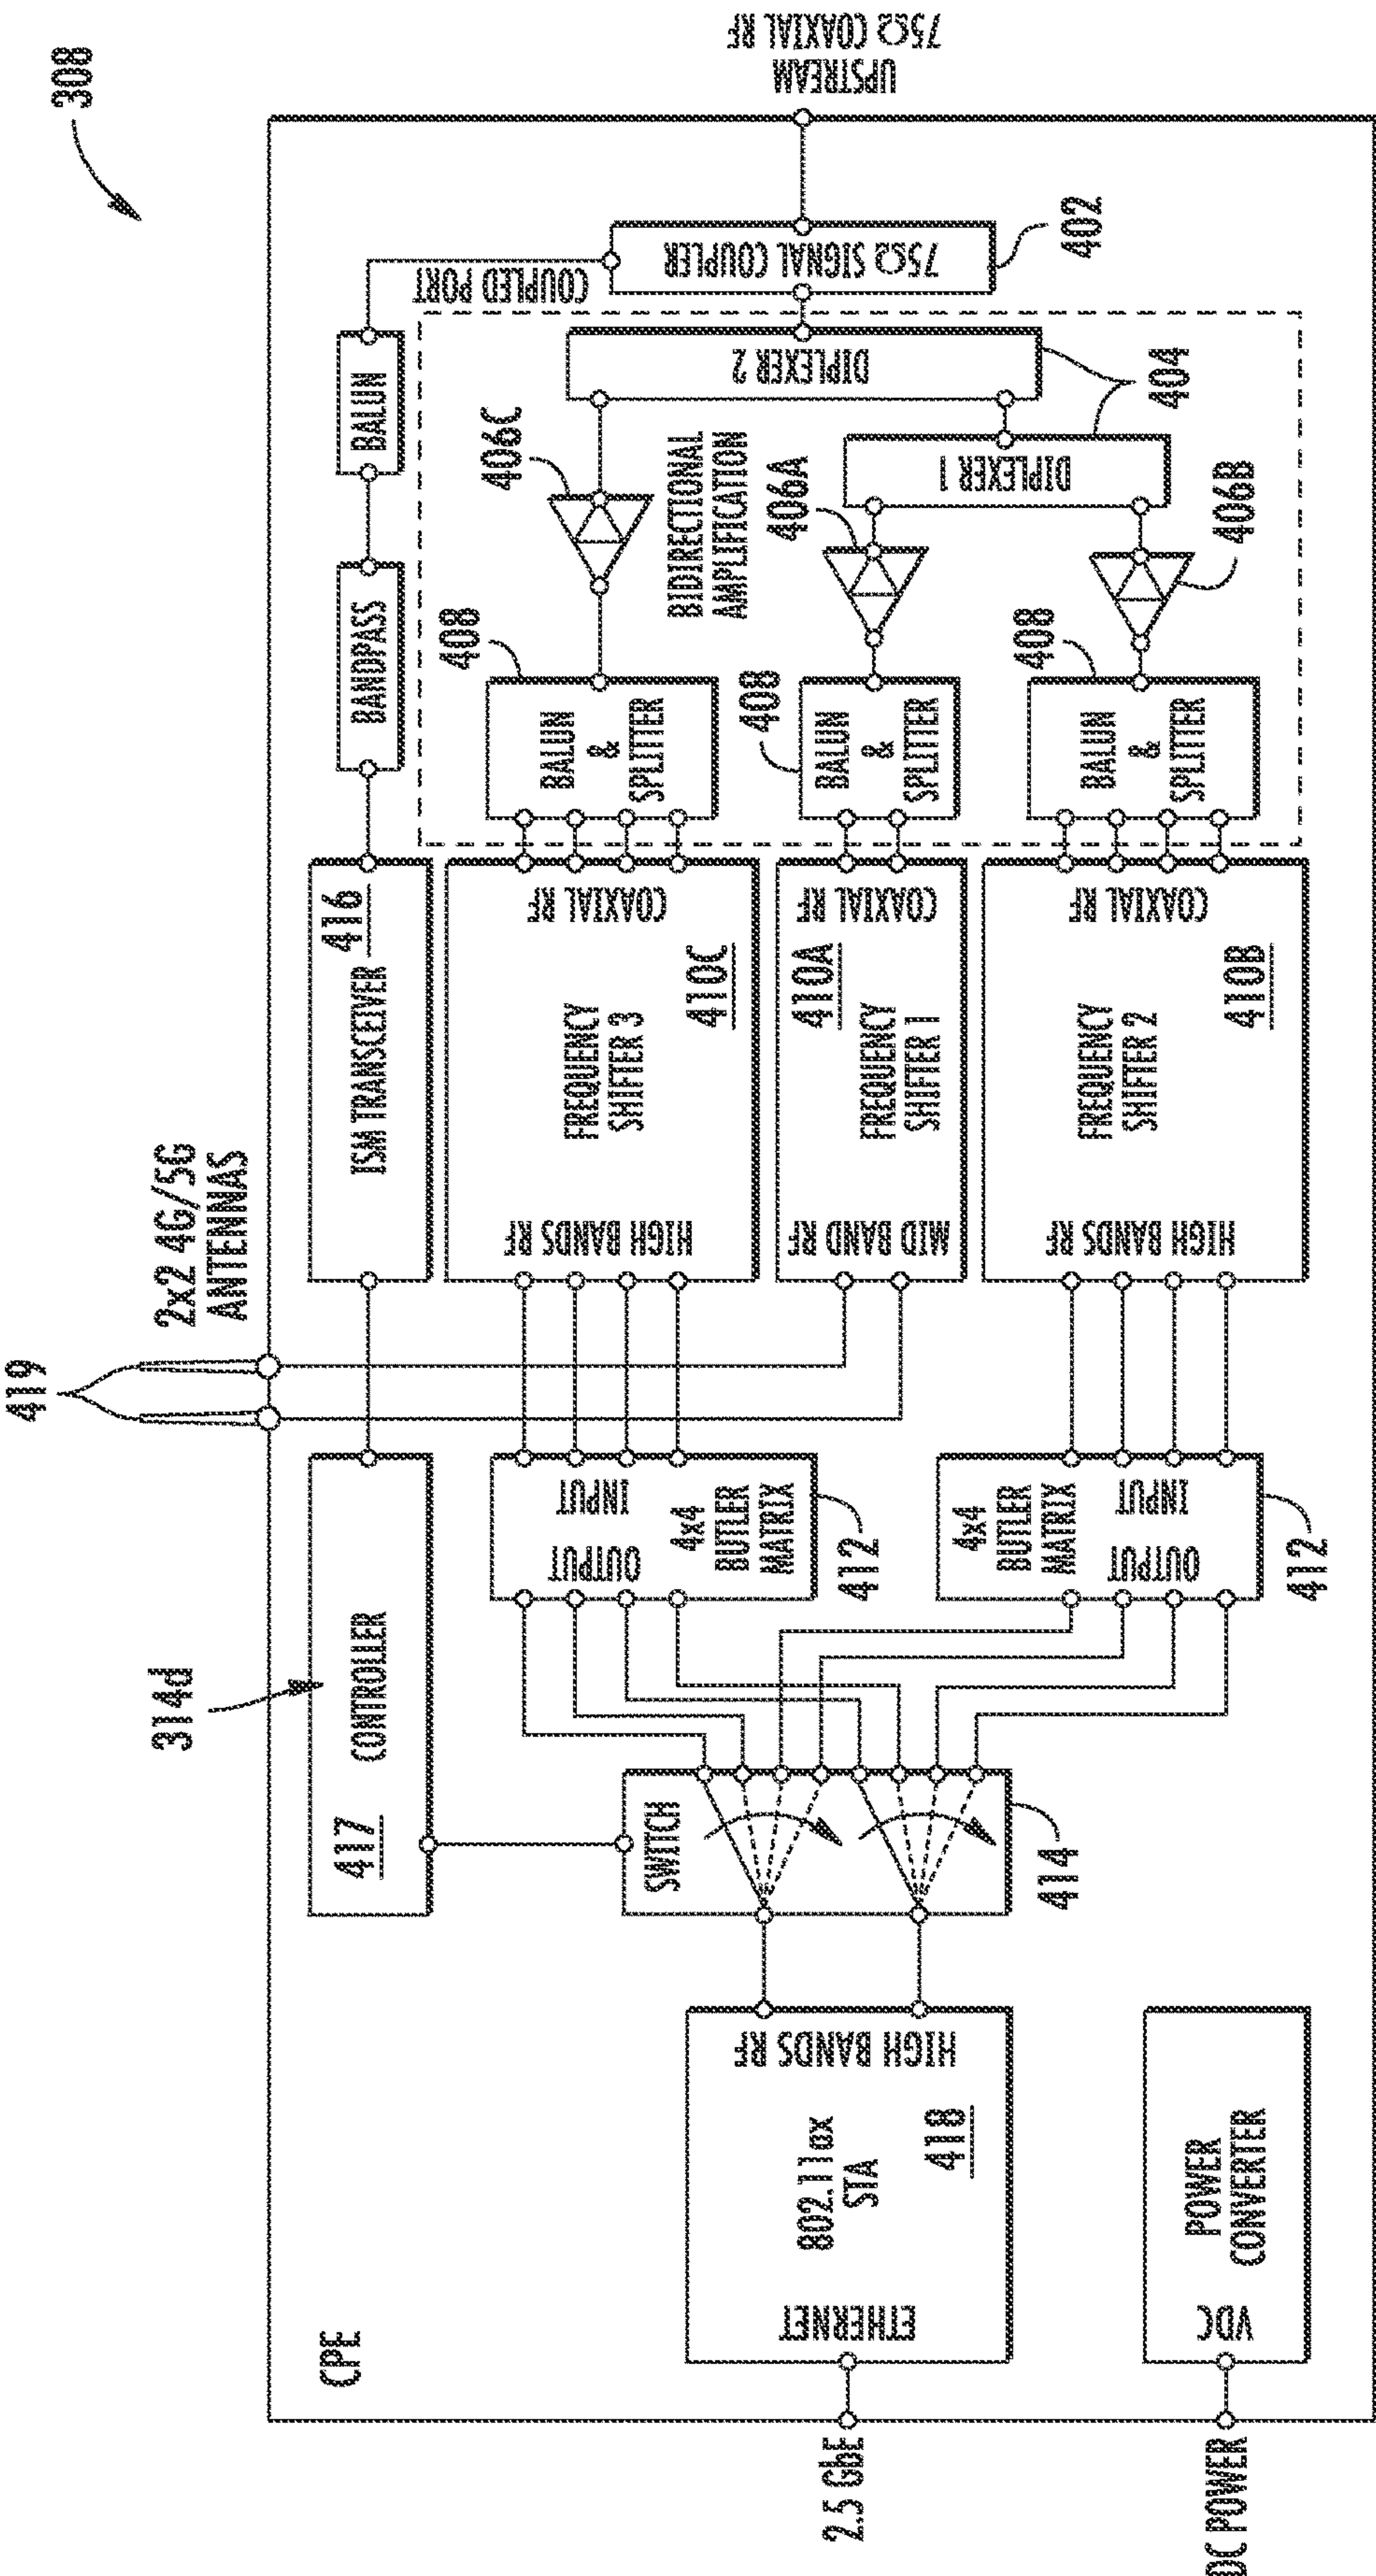 308
UPSTREAM
75Ω COAXIAL RF
CPE
2x2 4G/5G
ANTENNAS
419
314d
CONTROLLER
417
ISM TRANSCEIVER
416
BANDPASS
BALUN
COUPLED PORT
75Ω SIGNAL COUPLER
402
DIPLEXER 2
DIPLEXER 1
404
406C
406A
406B
BIDIRECTIONAL
AMPLIFICATION
408
BALUN
&
SPLITTER
408
BALUN
&
SPLITTER
408
BALUN
&
SPLITTER
COAXIAL RF
410C
FREQUENCY
SHIFTER 3
HIGH BANDS RF
COAXIAL RF
410A
FREQUENCY
SHIFTER 1
MID BAND RF
COAXIAL RF
410B
FREQUENCY
SHIFTER 2
HIGH BANDS RF
INPUT
4x4
BUTLER
MATRIX
OUTPUT
412
INPUT
4x4
BUTLER
MATRIX
OUTPUT
412
SWITCH
414
HIGH BANDS RF
802.11ax
STA
418
ETHERNET
2.5 GbE
POWER
CONVERTER
VDC
DC POWER